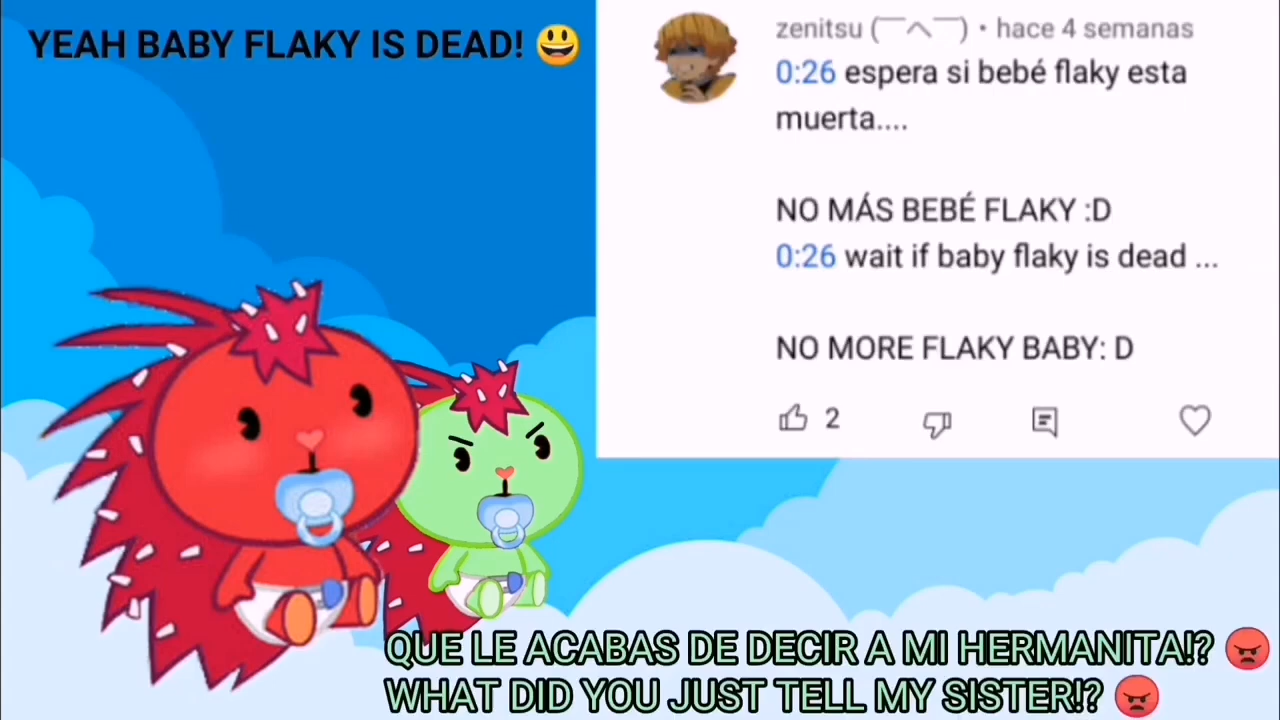 YEAH BABY FLAKY IS DEAD! 😃
zenitsu (￣へ￣) • hace 4 semanas
0:26 espera si bebé flaky esta
muerta....
NO MÁS BEBÉ FLAKY :D
0:26 wait if baby flaky is dead ...
NO MORE FLAKY BABY: D
2
QUE LE ACABAS DE DECIR A MI HERMANITA!? 😡
WHAT DID YOU JUST TELL MY SISTER!? 😡